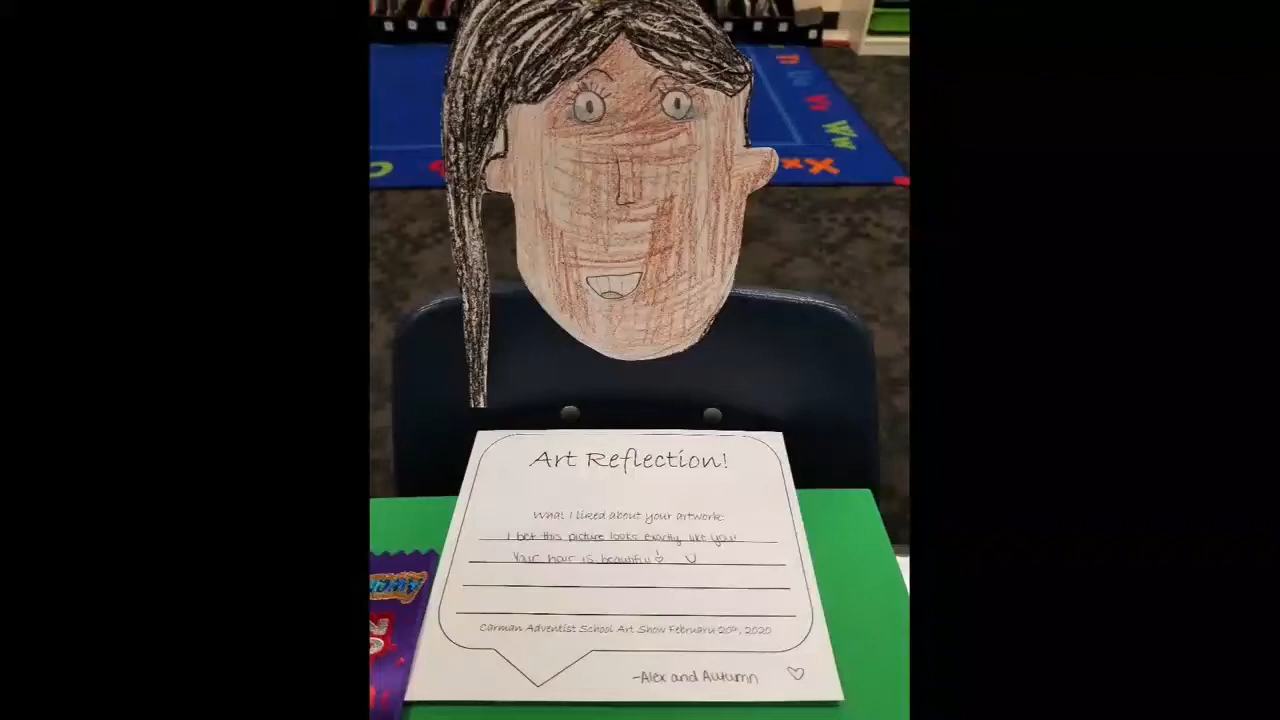 Art Reflection!
What I liked about your artwork:
I bet this picture looks exactly like you!
Your hair is beautiful!
Carman Adventist School Art Show February 20th, 2020
-Alex and Autumn